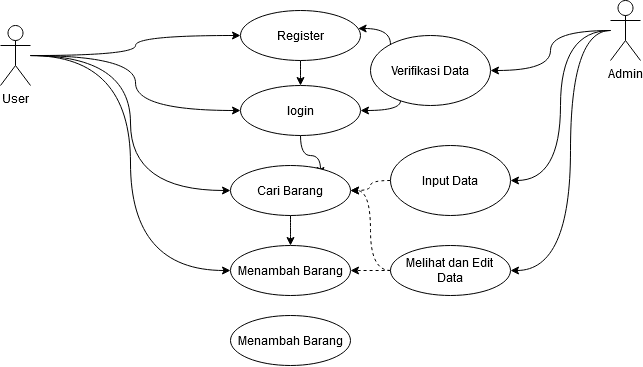 Register
Verifikasi Data
Admin
User
login
Cari Barang
Input Data
Menambah Barang
Melihat dan Edit
Data
Menambah Barang